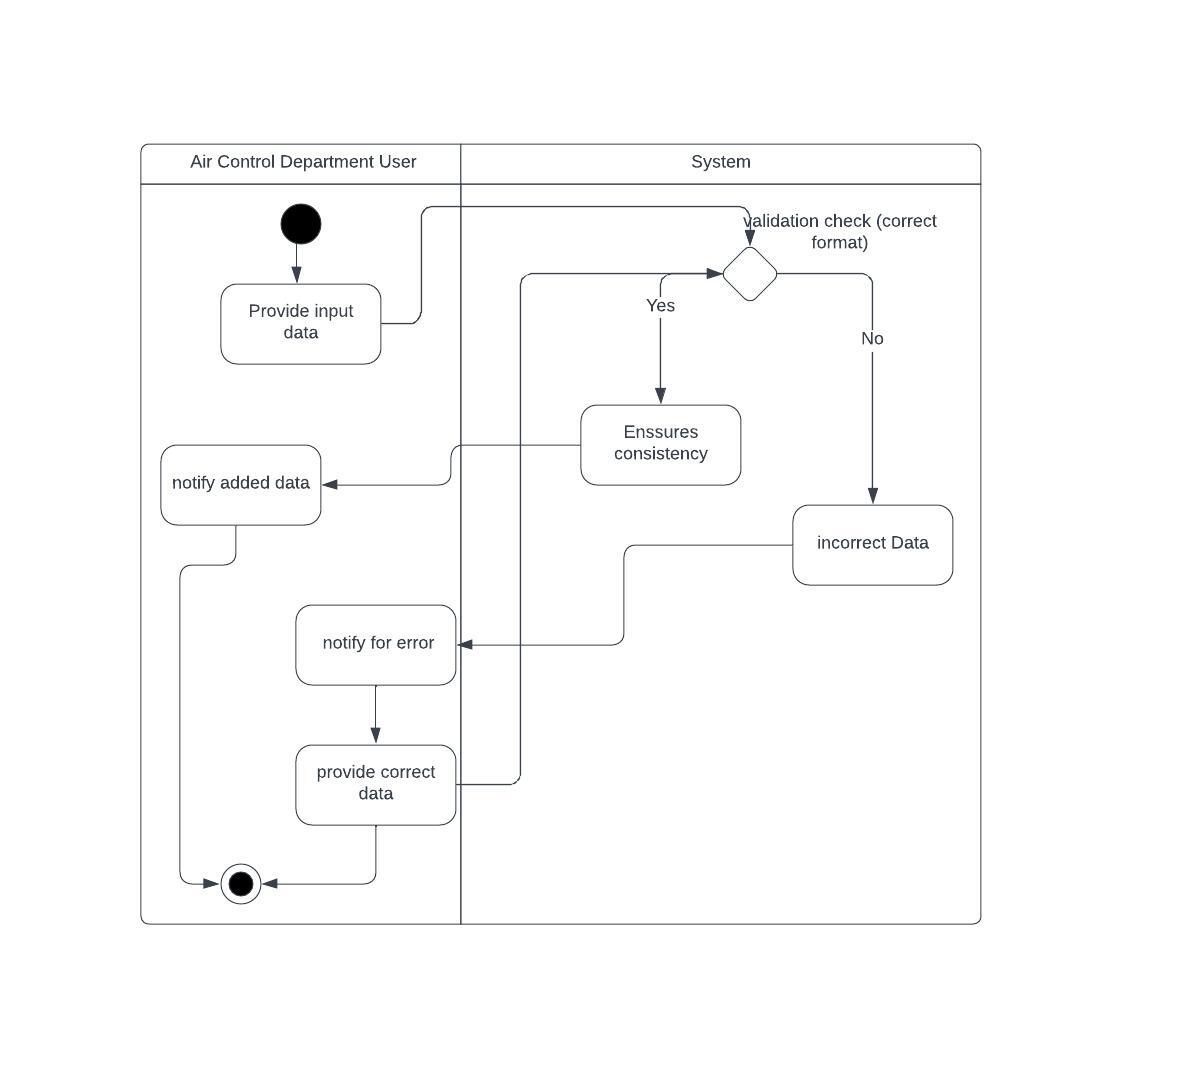 Air Control Department User
System
validation check (correct
format)
Provide input
data
Yes
No
Enssures
consistency
notify added data
incorrect Data
notify for error
provide correct
data